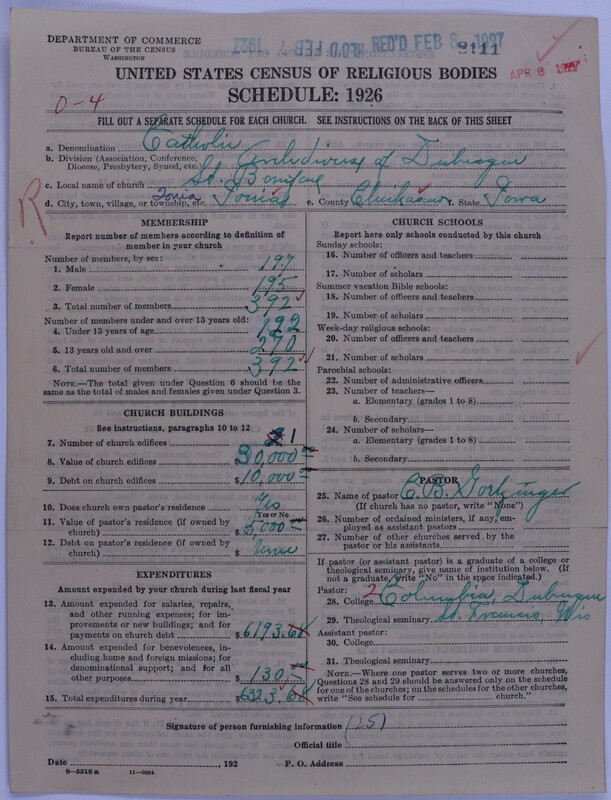 DEPARTMENT OF COMMERCE
BUREAU OF THE CENSUS
WASHINGTON
REC'D FEB 8 1927
APR 8 1927
UNITED STATES CENSUS OF RELIGIOUS BODIES
SCHEDULE: 1926
0-4
FILL OUT A SEPARATE SCHEDULE FOR EACH CHURCH. SEE INSTRUCTIONS ON THE BACK OF THIS SHEET
a. Denomination Catholic
b. Division (Association, Conference, Diocese, Presbytery, Synod, etc.) Archdiocese of Dubuque
c. Local name of church St. Boniface
d. City, town, village, or township, etc. Ionia e. County Chickasaw f. State Iowa
R
MEMBERSHIP
Report number of members according to definition of
member in your church
Number of members, by sex:
1. Male 197
2. Female 195
3. Total number of members 392
Number of members under and over 13 years old:
4. Under 13 years of age
5. 13 years old and over
6. Total number of members 392
NOTE.—The total given under Question 6 should be
the same as the total of males and females given under Question 3.
CHURCH BUILDINGS
See instructions, paragraphs 10 to 12
7. Number of church edifices 1
8. Value of church edifices $30,000
9. Debt on church edifices $10,000
10. Does church own pastor's residence Yes
Yes or No
11. Value of pastor's residence (if owned by
church) $5000
12. Debt on pastor's residence (if owned by
church) $ None
EXPENDITURES
Amount expended by your church during last fiscal year
13. Amount expended for salaries, repairs,
and other running expenses; for im-
provements or new buildings; and for
payments on church debt $6193.68
14. Amount expended for benevolences,
including home and foreign missions; for
denominational support; and for all
other purposes $130.
15. Total expenditures during year $6323.68
CHURCH SCHOOLS
Report here only schools conducted by this church
Sunday schools:
16. Number of officers and teachers
17. Number of scholars
Summer vacation Bible schools:
18. Number of officers and teachers
19. Number of scholars
Week-day religious schools:
20. Number of officers and teachers
21. Number of scholars
Parochial schools:
22. Number of administrative officers
23. Number of teachers—
a. Elementary (grades 1 to 8)
b. Secondary
24. Number of scholars—
a. Elementary (grades 1 to 8)
b. Secondary
PASTOR
25. Name of pastor C. B.
(If church has no pastor, write "None")
26. Number of ordained ministers, if any, em-
ployed as assistant pastors
27. Number of other churches served by the
pastor or his assistants
If pastor (or assistant pastor) is a graduate of a college or
theological seminary, give name of institution below. (If
not a graduate, write "No" in the space indicated.)
Pastor:
28. College 2 Columbia, Dubuque
29. Theological seminary St. Francis, Wis
Assistant pastor:
30. College
31. Theological seminary
NOTE.—Where one pastor serves two or more churches,
Questions 28 and 29 should be answered only on the schedule
for one of the churches; on the schedules for the other churches,
write "See schedule for church."
Signature of person furnishing information (125)
Official title
Date , 192 P. O. Address
8—5518 a 11—9024